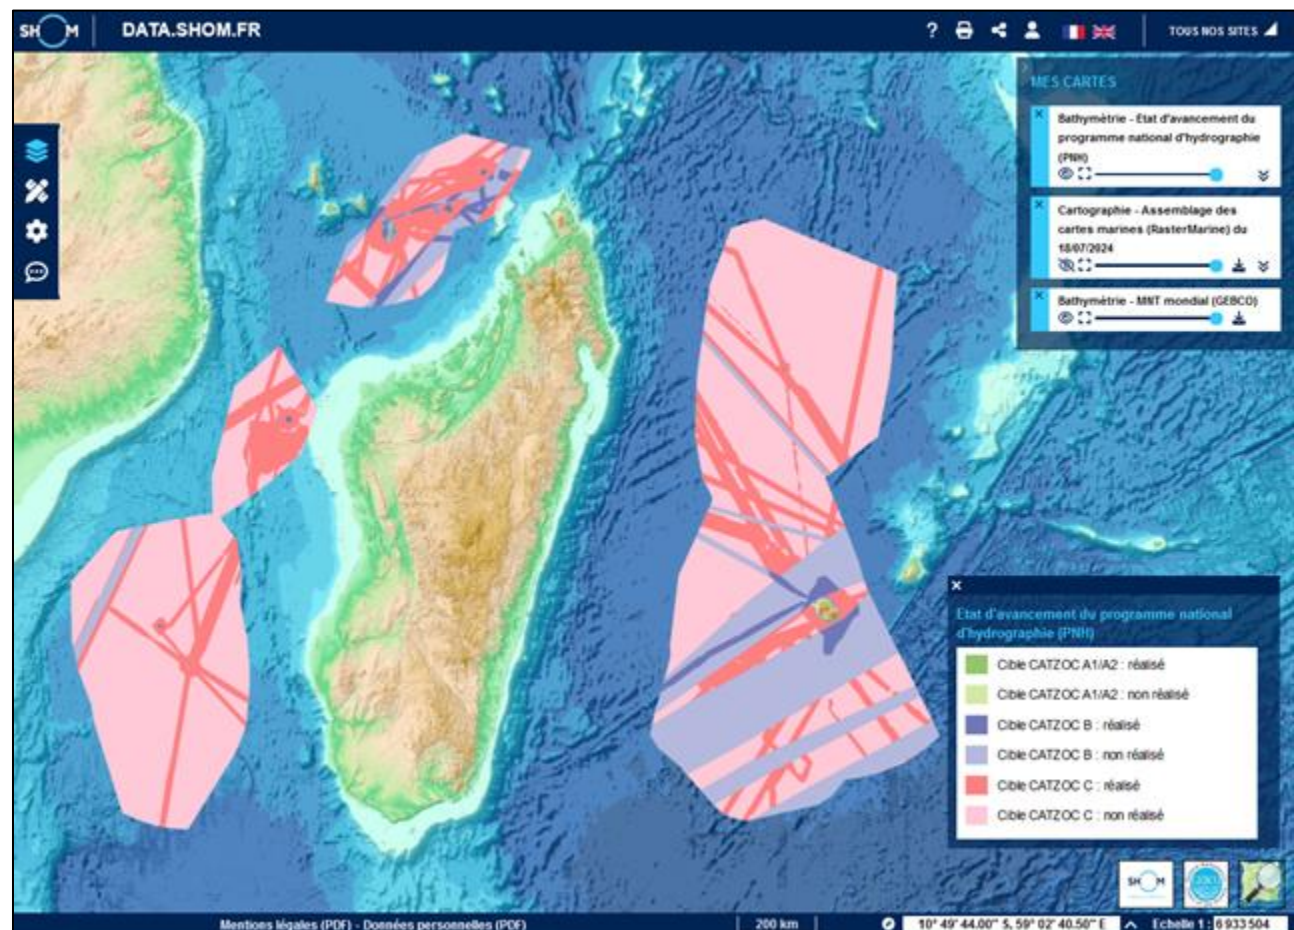 SHOM DATA.SHOM.FR ? TOUS NOS SITES
MES CARTES
Bathymétrie - Etat d'avancement du
programme national d'hydrographie
(PNH)
Cartographie - Assemblage des
cartes marines (RasterMarine) du
18/07/2024
Bathymétrie - MNT mondial (GEBCO)
Etat d'avancement du programme national
d'hydrographie (PNH)
Cible CATZOC A1/A2 : réalisé
Cible CATZOC A1/A2 : non réalisé
Cible CATZOC B : réalisé
Cible CATZOC B : non réalisé
Cible CATZOC C : réalisé
Cible CATZOC C : non réalisé
SHOM
Mentions légales (PDF) - Données personnelles (PDF) 200 km 10° 49' 44.00" S, 59° 02' 40.50" E Echelle 1 : 6 933 504